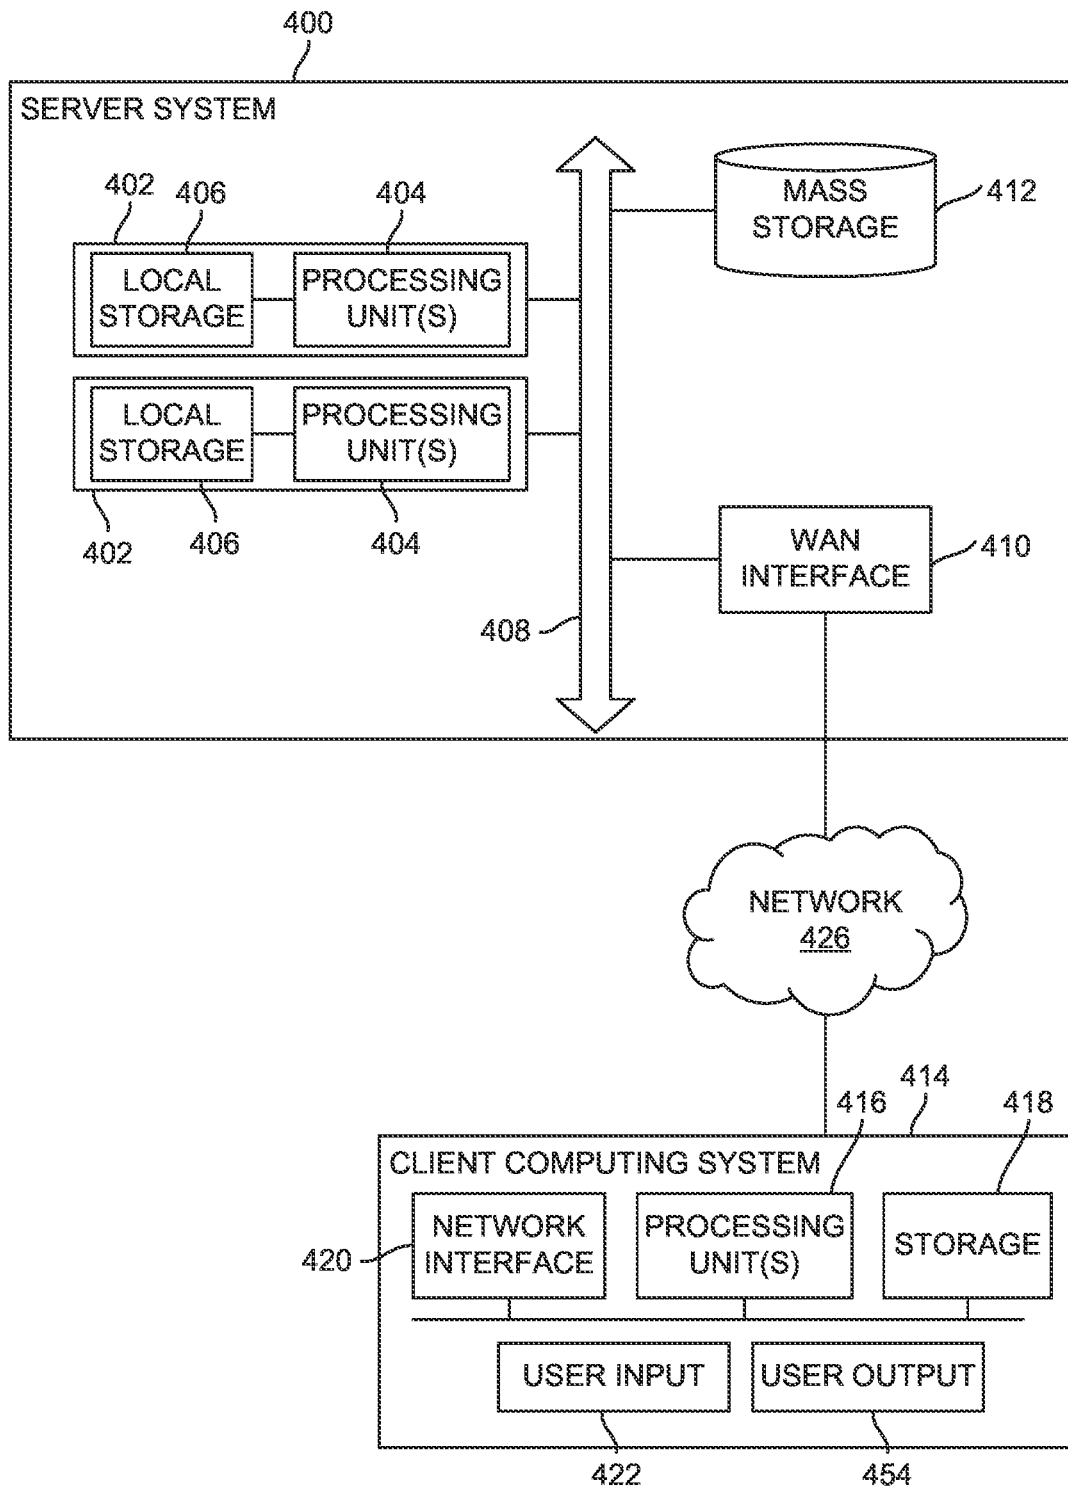 400
SERVER SYSTEM
402
406
404
LOCAL
STORAGE
PROCESSING
UNIT(S)
MASS
STORAGE
412
LOCAL
STORAGE
PROCESSING
UNIT(S)
402
406
404
WAN
INTERFACE
410
408
NETWORK
426
414
416
418
CLIENT COMPUTING SYSTEM
NETWORK
INTERFACE
PROCESSING
UNIT(S)
STORAGE
420
USER INPUT
USER OUTPUT
422
454